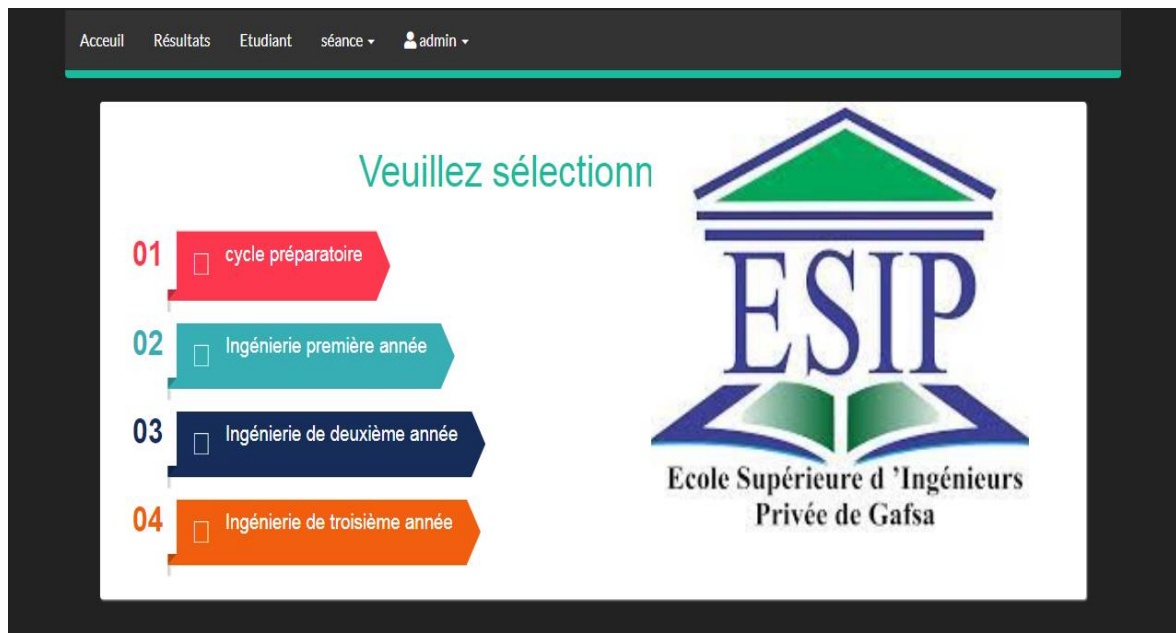 Acceuil Résultats Etudiant séance admin
Veuillez sélectionn
01 cycle préparatoire
02 Ingénierie première année
03 Ingénierie de deuxième année
04 Ingénierie de troisième année
ESIP
Ecole Supérieure d 'Ingénieurs
Privée de Gafsa